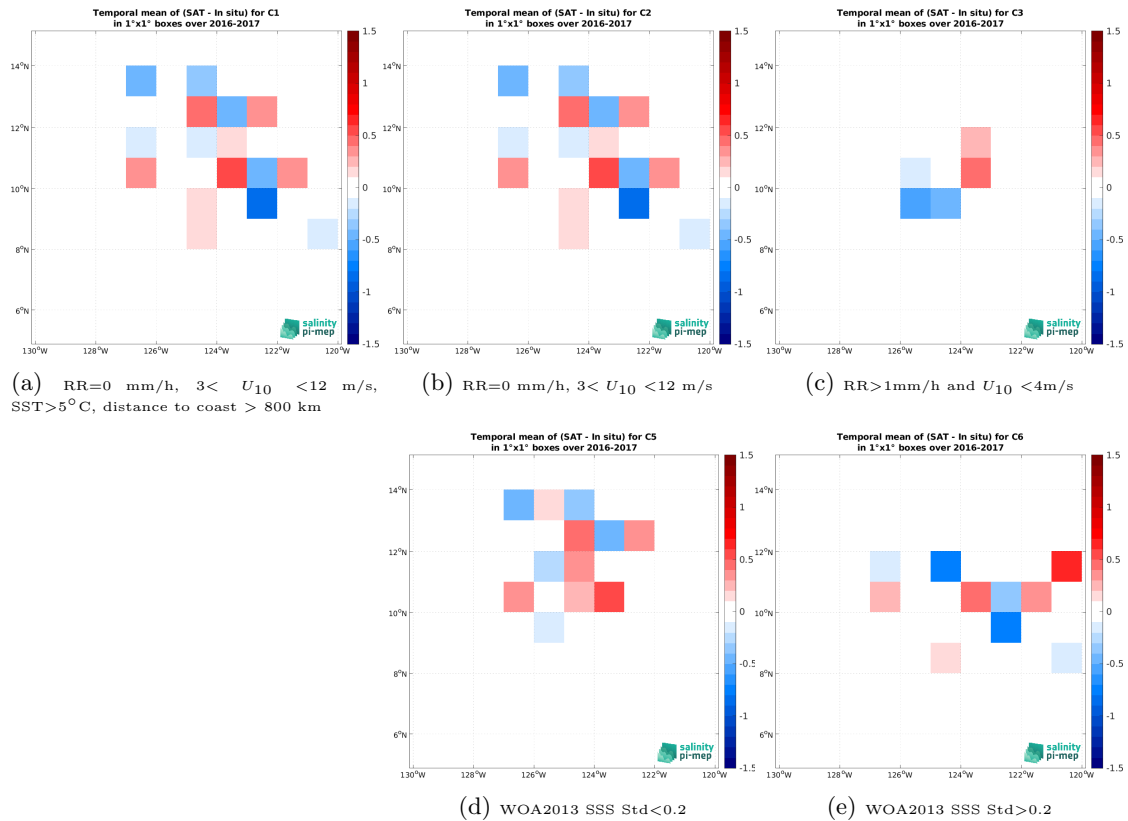 Temporal mean of (SAT - In situ) for C1
in 1°x1° boxes over 2016-2017
14°N
12°N
10°N
8°N
6°N
130°W
128°W
126°W
124°W
122°W
120°W
1.5
1
0.5
0
-0.5
-1
-1.5
salinity
pi-mep
(a) RR=0 mm/h, 3< U10 <12 m/s,
SST>5°C, distance to coast > 800 km
Temporal mean of (SAT - In situ) for C2
in 1°x1° boxes over 2016-2017
14°N
12°N
10°N
8°N
6°N
130°W
128°W
126°W
124°W
122°W
120°W
1.5
1
0.5
0
-0.5
-1
-1.5
salinity
pi-mep
(b) RR=0 mm/h, 3< U10 <12 m/s
Temporal mean of (SAT - In situ) for C3
in 1°x1° boxes over 2016-2017
14°N
12°N
10°N
8°N
6°N
130°W
128°W
126°W
124°W
122°W
120°W
1.5
1
0.5
0
-0.5
-1
-1.5
salinity
pi-mep
(c) RR>1mm/h and U10 <4m/s
Temporal mean of (SAT - In situ) for C5
in 1°x1° boxes over 2016-2017
14°N
12°N
10°N
8°N
6°N
130°W
128°W
126°W
124°W
122°W
120°W
1.5
1
0.5
0
-0.5
-1
-1.5
salinity
pi-mep
(d) WOA2013 SSS Std<0.2
Temporal mean of (SAT - In situ) for C6
in 1°x1° boxes over 2016-2017
14°N
12°N
10°N
8°N
6°N
130°W
128°W
126°W
124°W
122°W
120°W
1.5
1
0.5
0
-0.5
-1
-1.5
salinity
pi-mep
(e) WOA2013 SSS Std>0.2